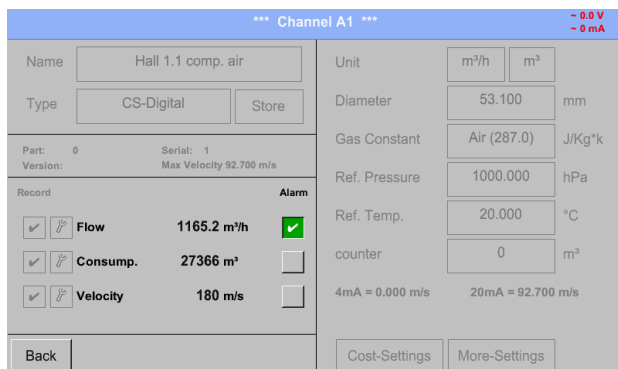 *** Channel A1 ***
~ 0.0 V
~ 0 mA
Name
Hall 1.1 comp. air
Type
CS-Digital
Store
Part: 0
Serial: 1
Version:
Max Velocity 92.700 m/s
Record
Alarm
Flow 1165.2 m³/h
Consump. 27366 m³
Velocity 180 m/s
Back
Unit m³/h m³
Diameter 53.100 mm
Gas Constant Air (287.0) J/Kg*k
Ref. Pressure 1000.000 hPa
Ref. Temp. 20.000 °C
counter 0 m³
4mA = 0.000 m/s 20mA = 92.700 m/s
Cost-Settings More-Settings